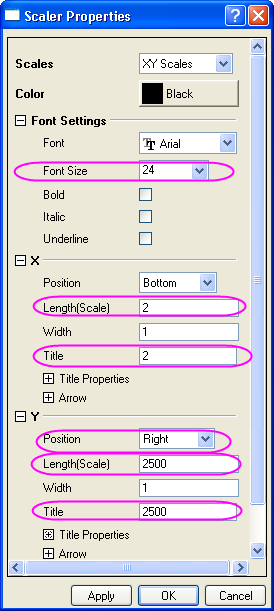 Scaler Properties
Scales XY Scales
Color Black
Font Settings
Font Arial
Font Size 24
Bold
Italic
Underline
X
Position Bottom
Length(Scale) 2
Width 1
Title 2
Title Properties
Arrow
Y
Position Right
Length(Scale) 2500
Width 1
Title 2500
Title Properties
Arrow
Apply OK Cancel